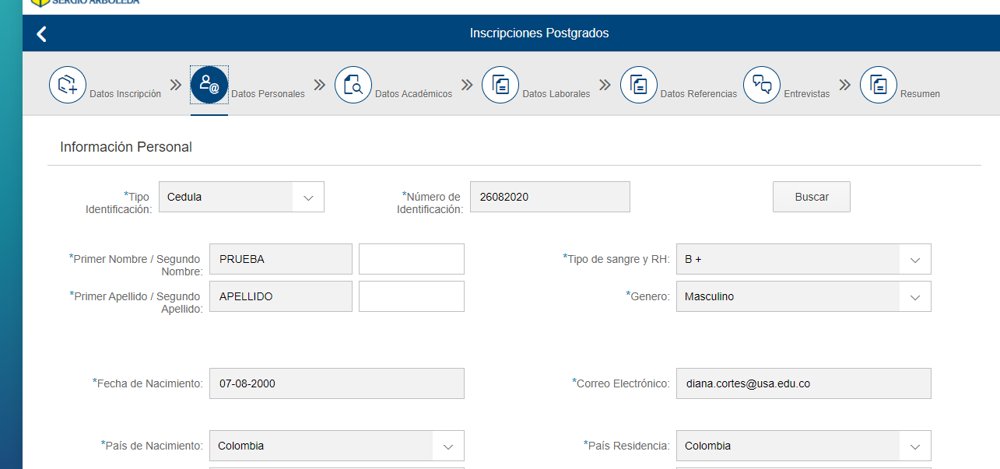 SERGIO ARBOLEDA
Inscripciones Postgrados
Datos Inscripción
Datos Personales
Datos Académicos
Datos Laborales
Datos Referencias
Entrevistas
Resumen
Información Personal
*Tipo Identificación: Cedula
*Número de Identificación: 26082020
Buscar
*Primer Nombre / Segundo Nombre: PRUEBA
*Tipo de sangre y RH: B +
*Primer Apellido / Segundo Apellido: APELLIDO
*Genero: Masculino
*Fecha de Nacimiento: 07-08-2000
*Correo Electrónico: diana.cortes@usa.edu.co
*País de Nacimiento: Colombia
*País Residencia: Colombia